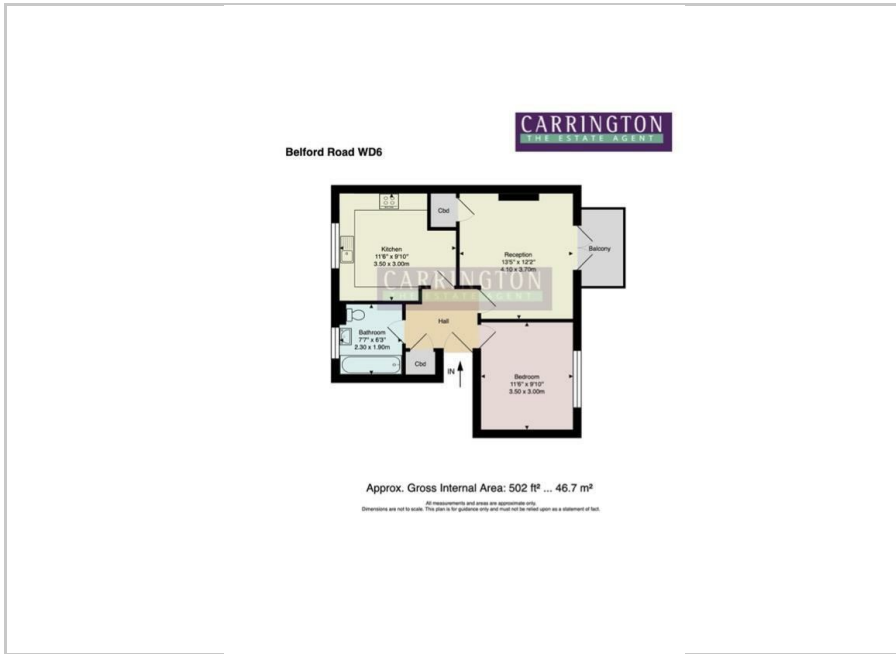 CARRINGTON
THE ESTATE AGENT
Belford Road WD6
Cbd
Kitchen
11'6" x 9'10"
3.50 x 3.00m
Reception
13'5" x 12'2"
4.10 x 3.70m
Balcony
CARRINGTON
THE ESTATE AGENT
Hall
Bathroom
7'7" x 6'3"
2.30 x 1.90m
Cbd
IN
Bedroom
11'6" x 9'10"
3.50 x 3.00m
Approx. Gross Internal Area: 502 ft² ... 46.7 m²
All measurements and areas are approximate only.
Dimensions are not to scale. This plan is for guidance only and must not be relied upon as a statement of fact.